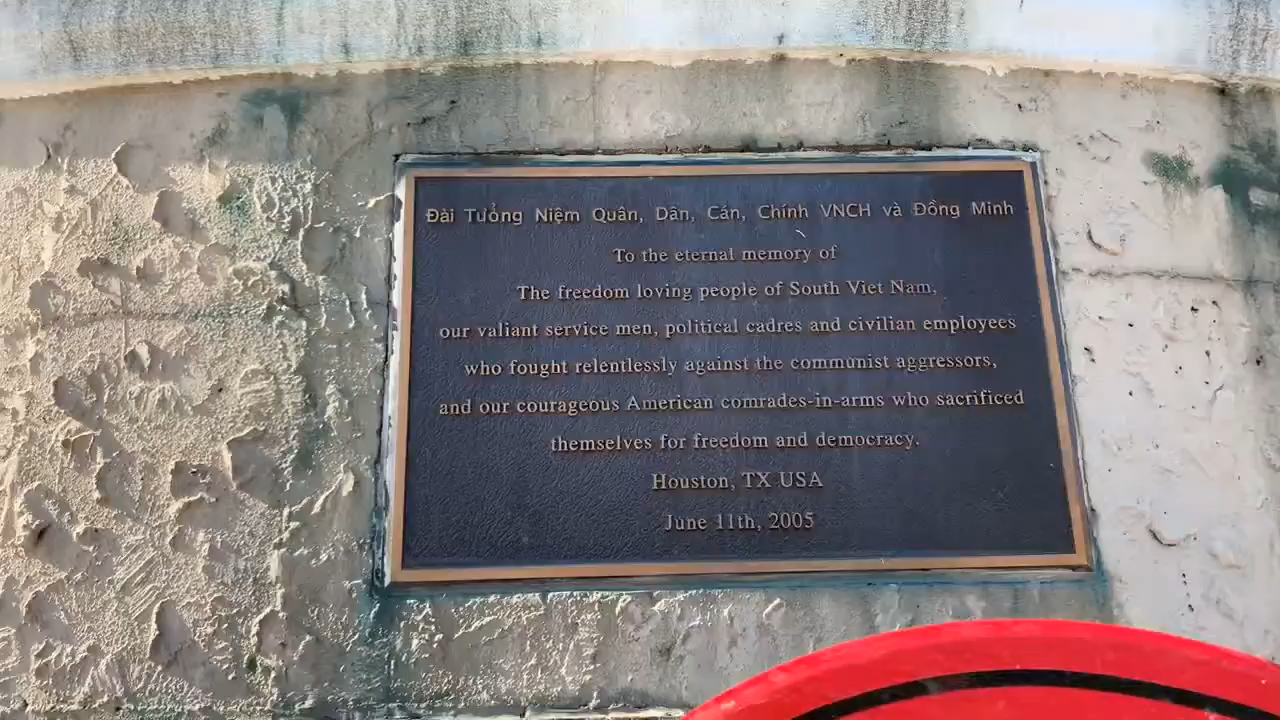 Đài Tưởng Niệm Quân, Dân, Cán, Chính VNCH và Đồng Minh
To the eternal memory of
The freedom loving people of South Viet Nam,
our valiant service men, political cadres and civilian employees
who fought relentlessly against the communist aggressors,
and our courageous American comrades-in-arms who sacrificed
themselves for freedom and democracy.
Houston, TX USA
June 11th, 2005